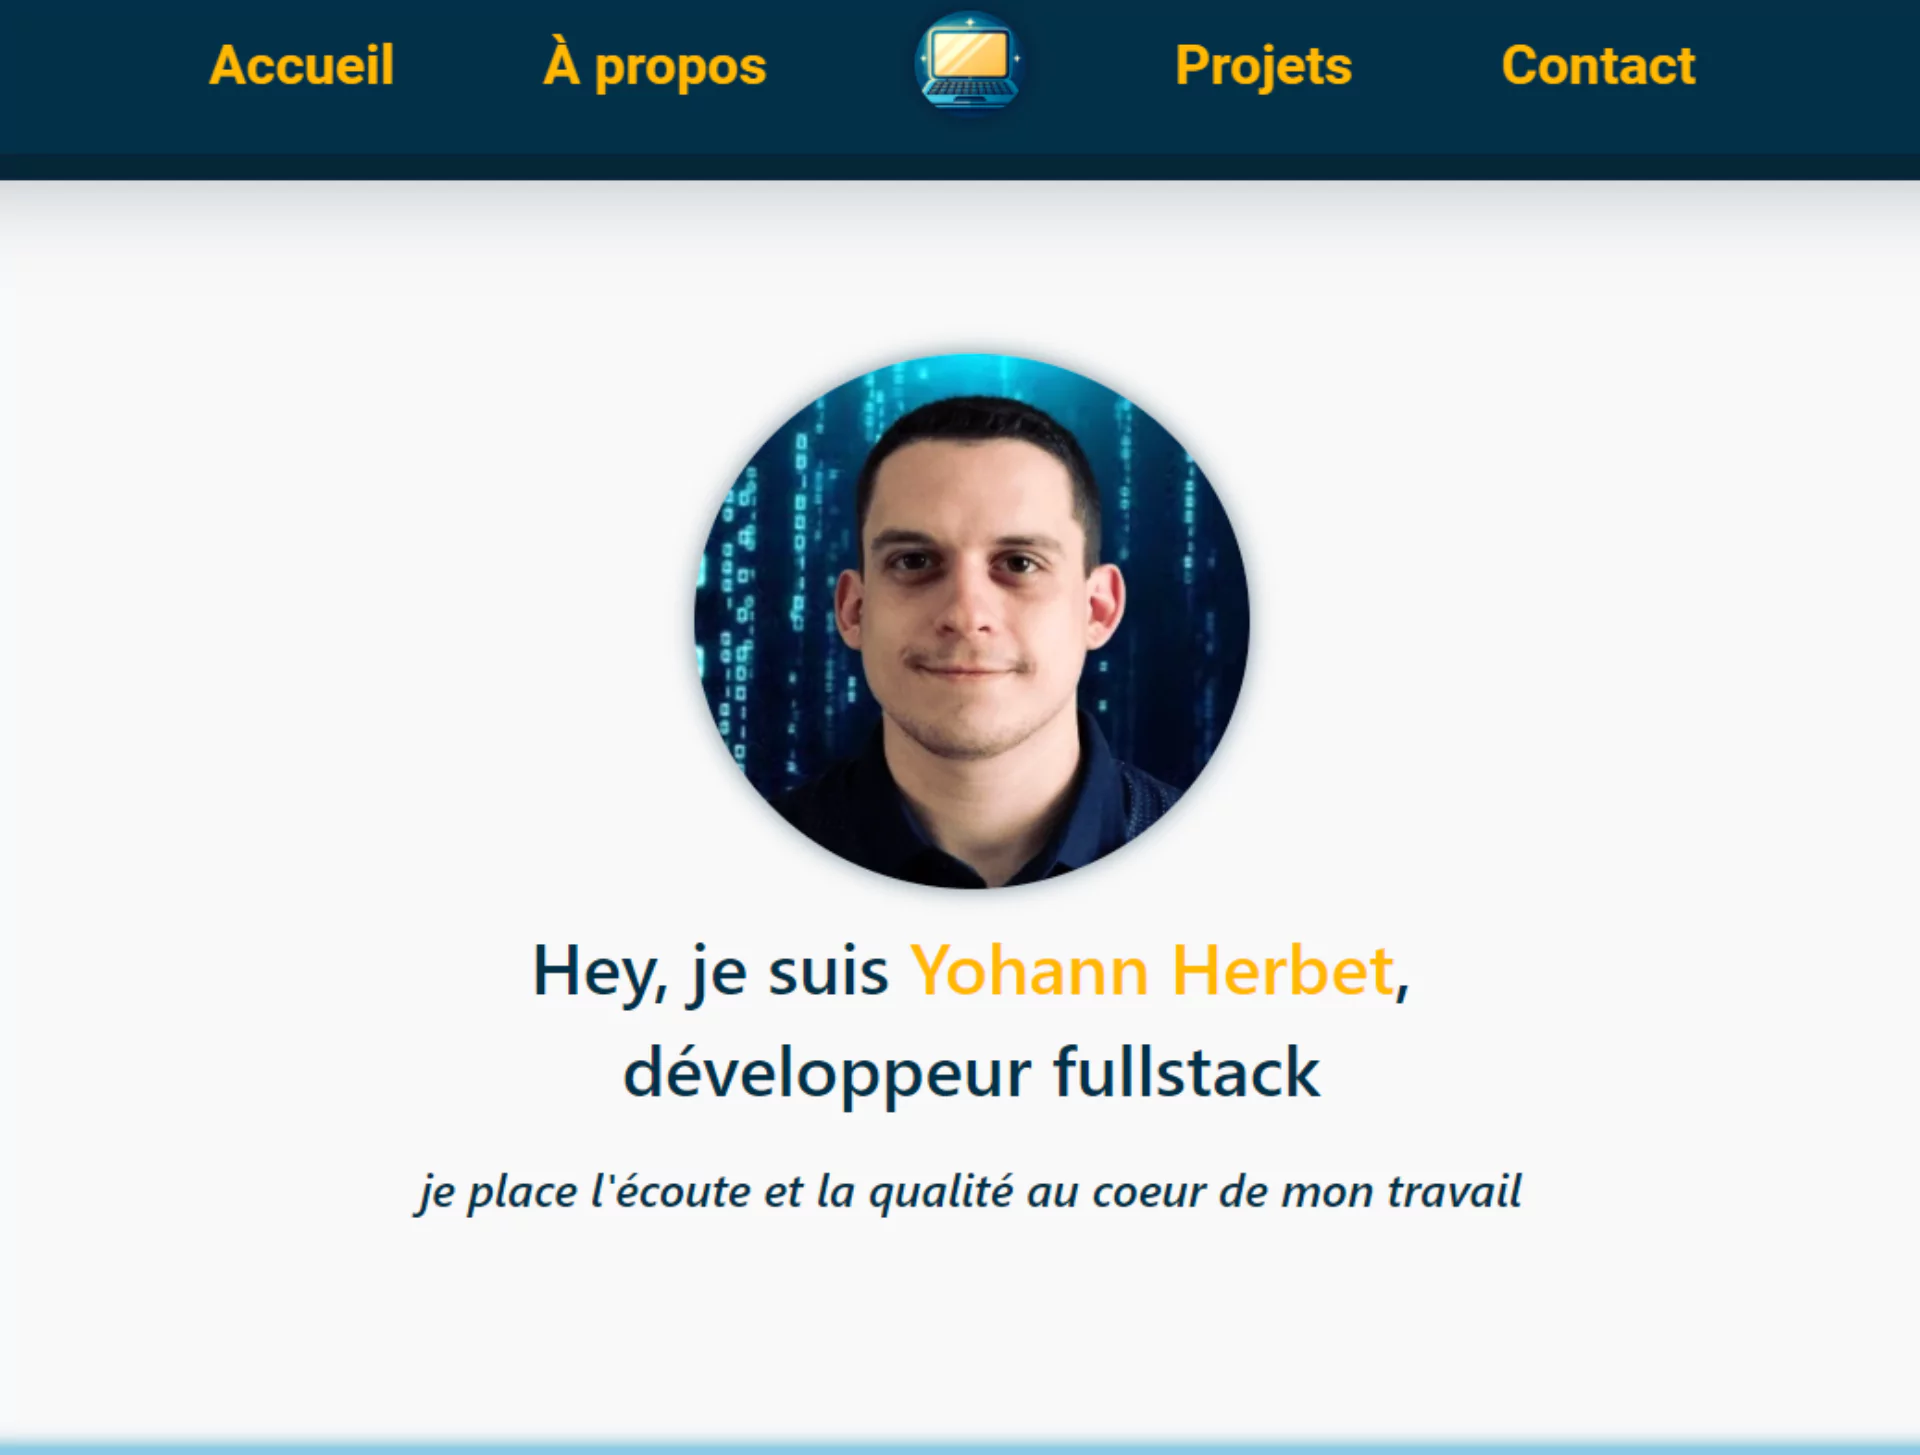 Accueil À propos Projets Contact
Hey, je suis Yohann Herbet,
développeur fullstack
je place l'écoute et la qualité au coeur de mon travail